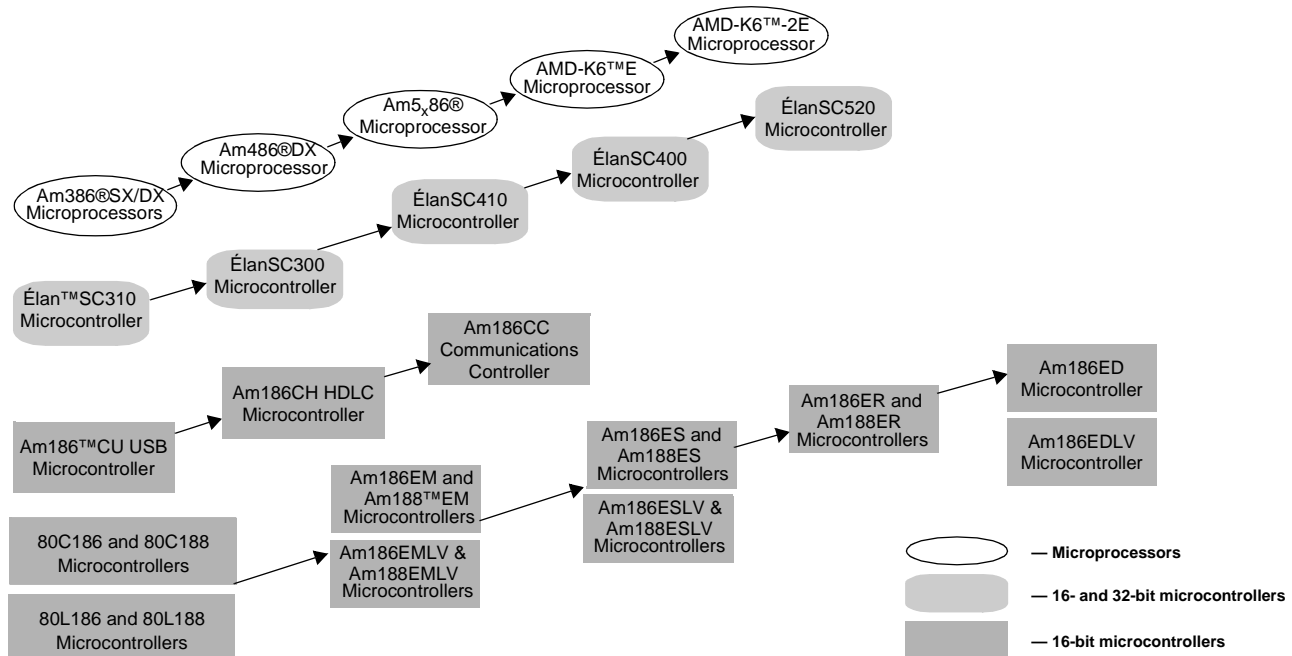 AMD-K6™-2E
Microprocessor
AMD-K6™E
Microprocessor
Am5x86®
Microprocessor
Am486®DX
Microprocessor
Am386®SX/DX
Microprocessors
ÉlanSC520
Microcontroller
ÉlanSC400
Microcontroller
ÉlanSC410
Microcontroller
ÉlanSC300
Microcontroller
Élan™SC310
Microcontroller
Am186CC
Communications
Controller
Am186CH HDLC
Microcontroller
Am186™CU USB
Microcontroller
Am186ED
Microcontroller
Am186EDLV
Microcontroller
Am186ER and
Am188ER
Microcontrollers
Am186ES and
Am188ES
Microcontrollers
Am186ESLV &
Am188ESLV
Microcontrollers
Am186EM and
Am188™EM
Microcontrollers
Am186EMLV &
Am188EMLV
Microcontrollers
80C186 and 80C188
Microcontrollers
80L186 and 80L188
Microcontrollers
— Microprocessors
— 16- and 32-bit microcontrollers
— 16-bit microcontrollers